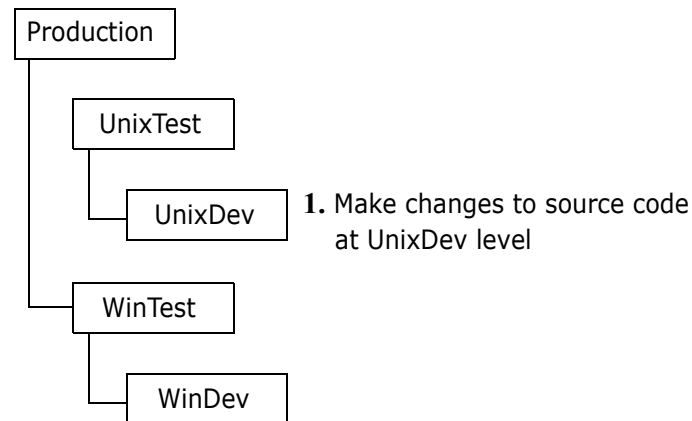 Production
UnixTest
UnixDev
1. Make changes to source code
at UnixDev level
WinTest
WinDev